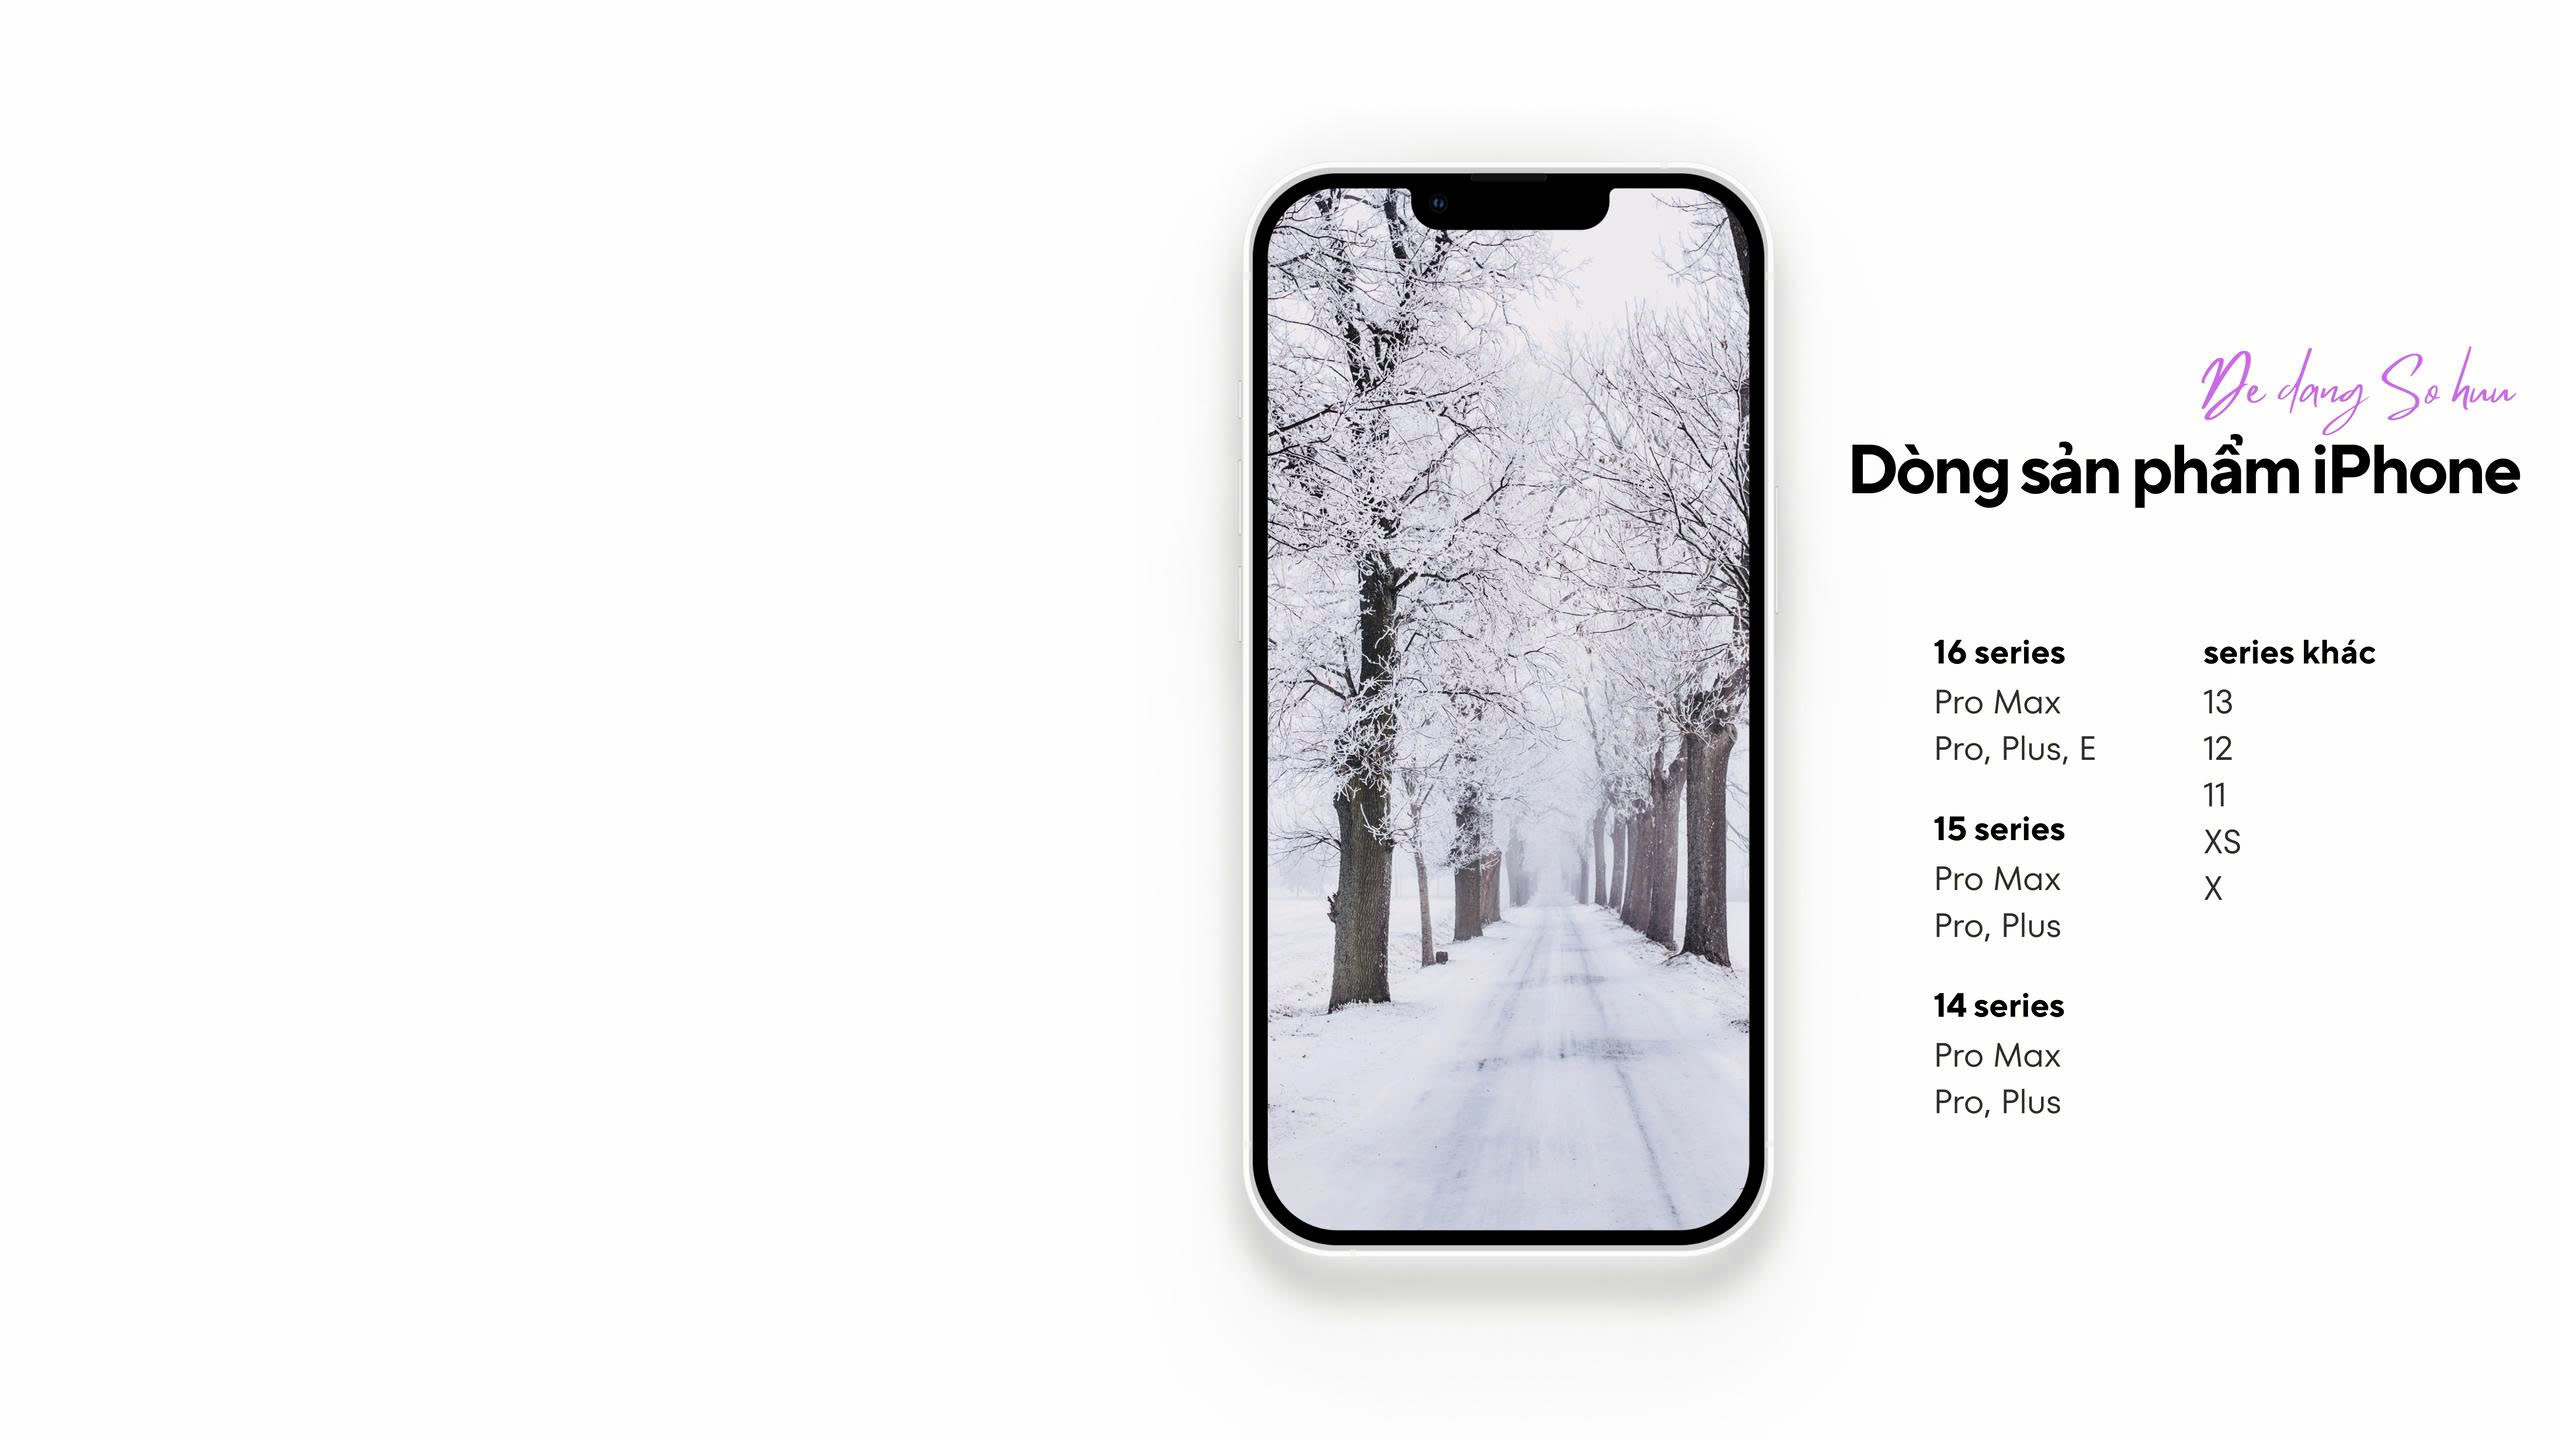 De dang So huu
Dòng sản phẩm iPhone
16 series
Pro Max
Pro, Plus, E
15 series
Pro Max
Pro, Plus
14 series
Pro Max
Pro, Plus
series khác
13
12
11
XS
X